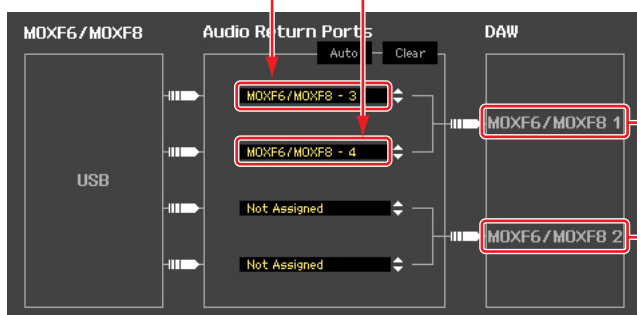 MOXF6/MOXF8 Audio Return Ports DAW
Auto Clear
MOXF6/MOXF8 - 3
MOXF6/MOXF8 1
MOXF6/MOXF8 - 4
USB
Not Assigned
MOXF6/MOXF8 2
Not Assigned